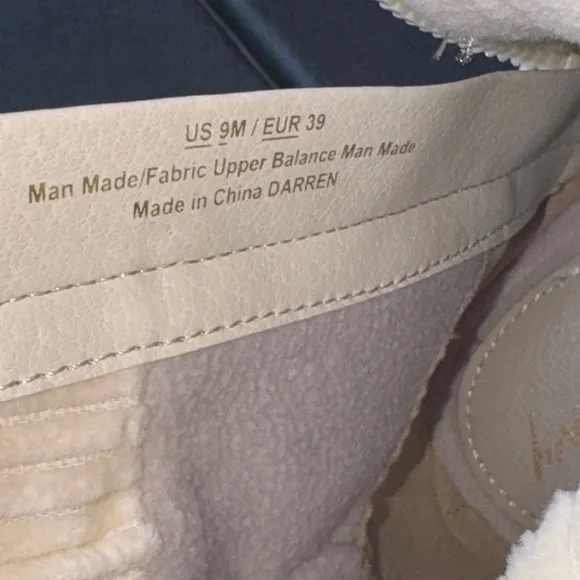 US 9M / EUR 39
Man Made/Fabric Upper Balance Man Made
Made in China DARREN